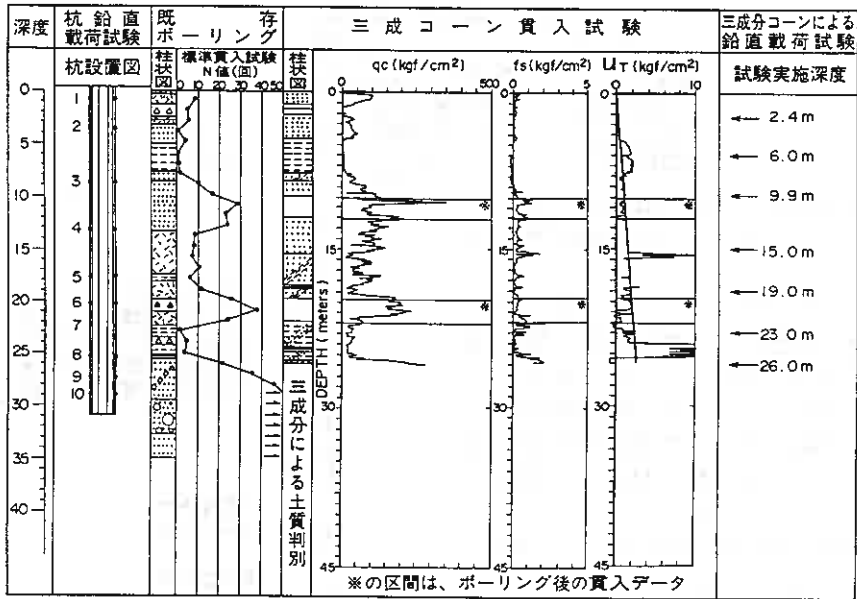 深度
杭鉛直
載荷試験
既存
ボーリング
三成コーン貫入試験
三成分コーンによる
鉛直載荷試験
杭設置図
柱状図
標準貫入試験
N値(回)
0 10 20 30 40 50
柱状図
qc (kgf/cm²)
0 500
fs (kgf/cm²)
0 5
UT (kgf/cm²)
0 10
試験実施深度
0
5
10
15
20
25
30
35
40
1
2
3
4
5
6
7
8
9
10
三成分による土質判別
DEPTH (meters)
0
15
30
45
※
※
0
15
30
45
※
※
0
15
30
45
※
※
2.4m
6.0m
9.9m
15.0m
19.0m
23.0m
26.0m
※の区間は、ボーリング後の貫入データ